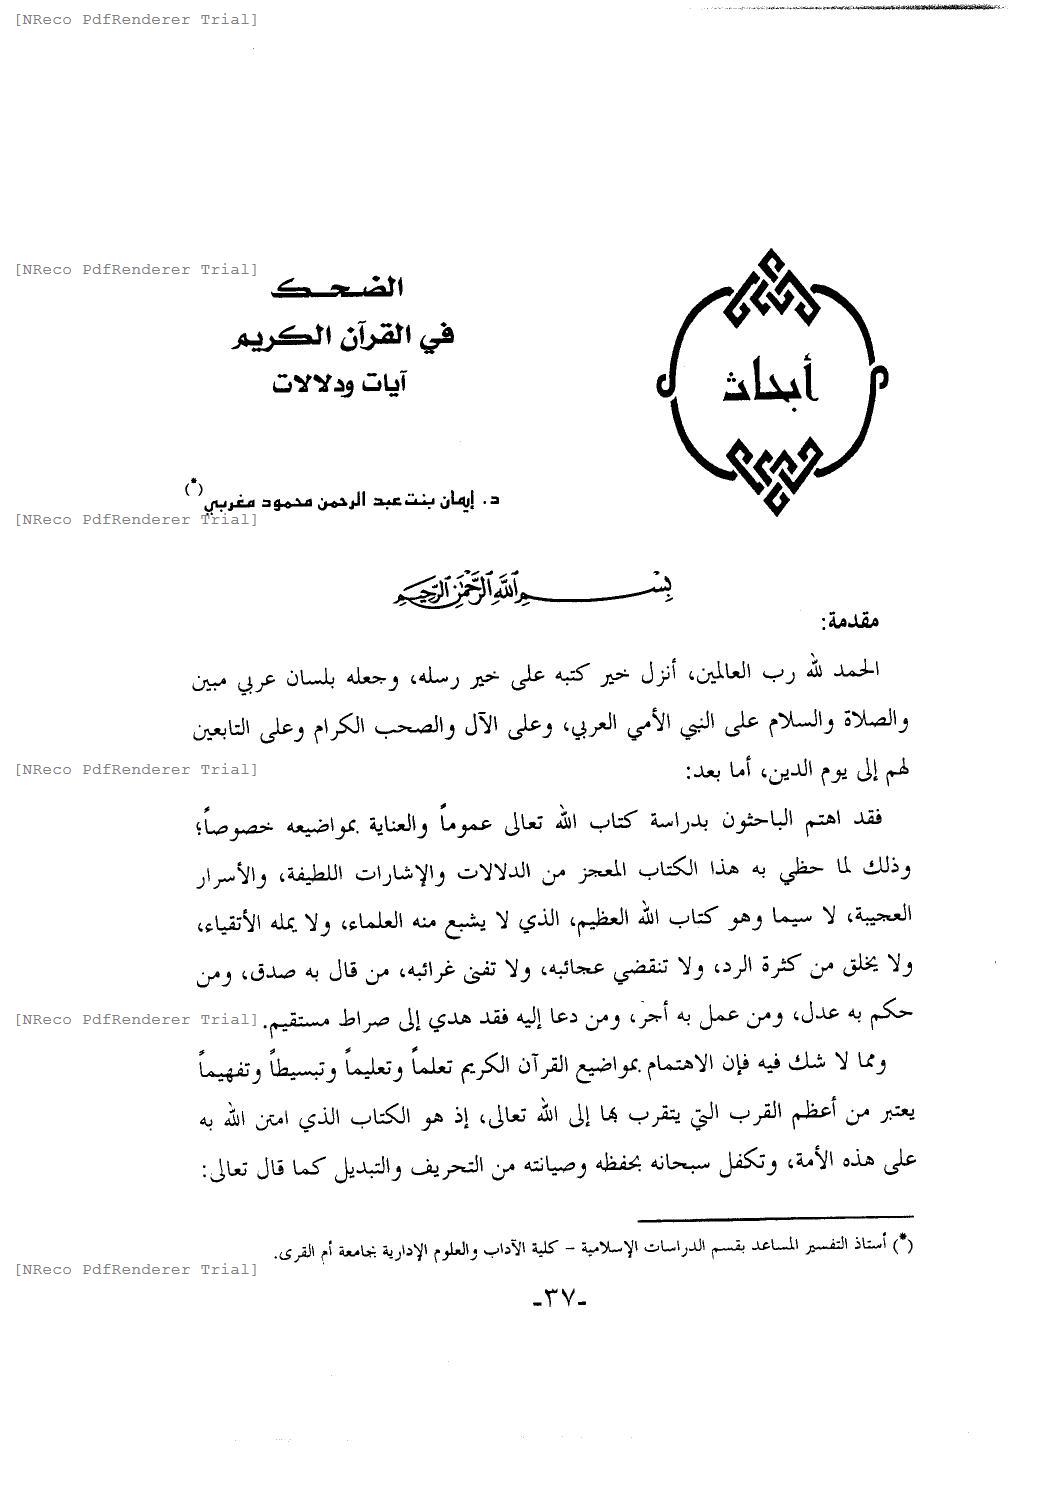 [NReco PdfRenderer Trial]
[NReco PdfRenderer Trial]
الضحك
في القرآن الكريم
آيات ودلالات
أبحاث
د. إيمان بنت عبد الرحمن محمود مغربي(*)
[NReco PdfRenderer Trial]
بسم الله الرحمن الرحيم
مقدمة:
الحمد لله رب العالمين، أنزل خير كتبه على خير رسله، وجعله بلسان عربي مبين
والصلاة والسلام على النبي الأمي العربي، وعلى الآل والصحب الكرام وعلى التابعين
لهم إلى يوم الدين، أما بعد:
[NReco PdfRenderer Trial]
فقد اهتم الباحثون بدراسة كتاب الله تعالى عموماً والعناية بمواضيعه خصوصاً؛
وذلك لما حظي به هذا الكتاب المعجز من الدلالات والإشارات اللطيفة، والأسرار
العجيبة، لا سيما وهو كتاب الله العظيم، الذي لا يشبع منه العلماء، ولا يمله الأتقياء،
ولا يخلق من كثرة الرد، ولا تنقضي عجائبه، ولا تفنى غرائبه، من قال به صدق، ومن
حكم به عدل، ومن عمل به أجر، ومن دعا إليه فقد هدي إلى صراط مستقيم.
[NReco PdfRenderer Trial]
ومما لا شك فيه فإن الاهتمام بمواضيع القرآن الكريم تعلماً وتعليماً وتبسيطاً وتفهيماً
يعتبر من أعظم القرب التي يتقرب بها إلى الله تعالى، إذ هو الكتاب الذي امتن الله به
على هذه الأمة، وتكفل سبحانه بحفظه وصيانته من التحريف والتبديل كما قال تعالى:
(*) أستاذ التفسير المساعد بقسم الدراسات الإسلامية – كلية الآداب والعلوم الإدارية بجامعة أم القرى.
[NReco PdfRenderer Trial]
-٣٧-